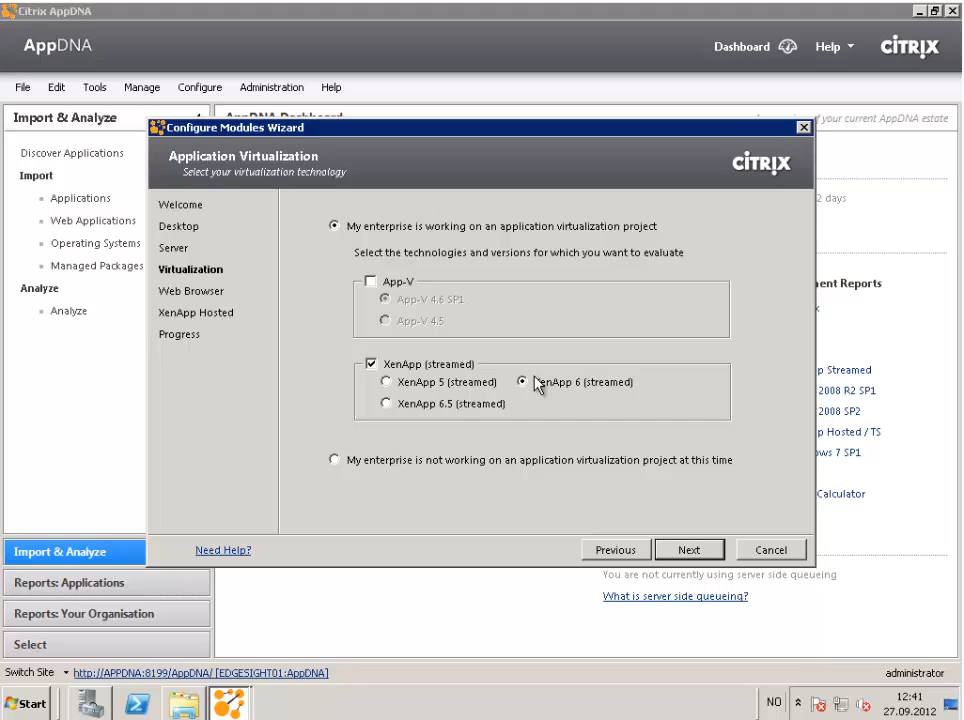 Citrix AppDNA
AppDNA
Dashboard
Help
CITRIX
File Edit Tools Manage Configure Administration Help
Import & Analyze
Discover Applications
Import
Applications
Web Applications
Operating Systems
Managed Packages
Analyze
Analyze
AppDNA Dashboard
of your current AppDNA estate
2 days
ent Reports
x
p Streamed
2008 R2 SP1
2008 SP2
p Hosted / TS
ws 7 SP1
Calculator
Configure Modules Wizard
Application Virtualization
Select your virtualization technology
CITRIX
Welcome
Desktop
Server
Virtualization
Web Browser
XenApp Hosted
Progress
My enterprise is working on an application virtualization project
Select the technologies and versions for which you want to evaluate
App-V
App-V 4.6 SP1
App-V 4.5
XenApp (streamed)
XenApp 5 (streamed)
enApp 6 (streamed)
XenApp 6.5 (streamed)
My enterprise is not working on an application virtualization project at this time
Need Help?
Previous
Next
Cancel
You are not currently using server side queueing
What is server side queueing?
Import & Analyze
Reports: Applications
Reports: Your Organisation
Select
Switch Site
http://APPDNA:8199/AppDNA/ [EDGESIGHT01:AppDNA]
administrator
Start
NO
12:41
27.09.2012